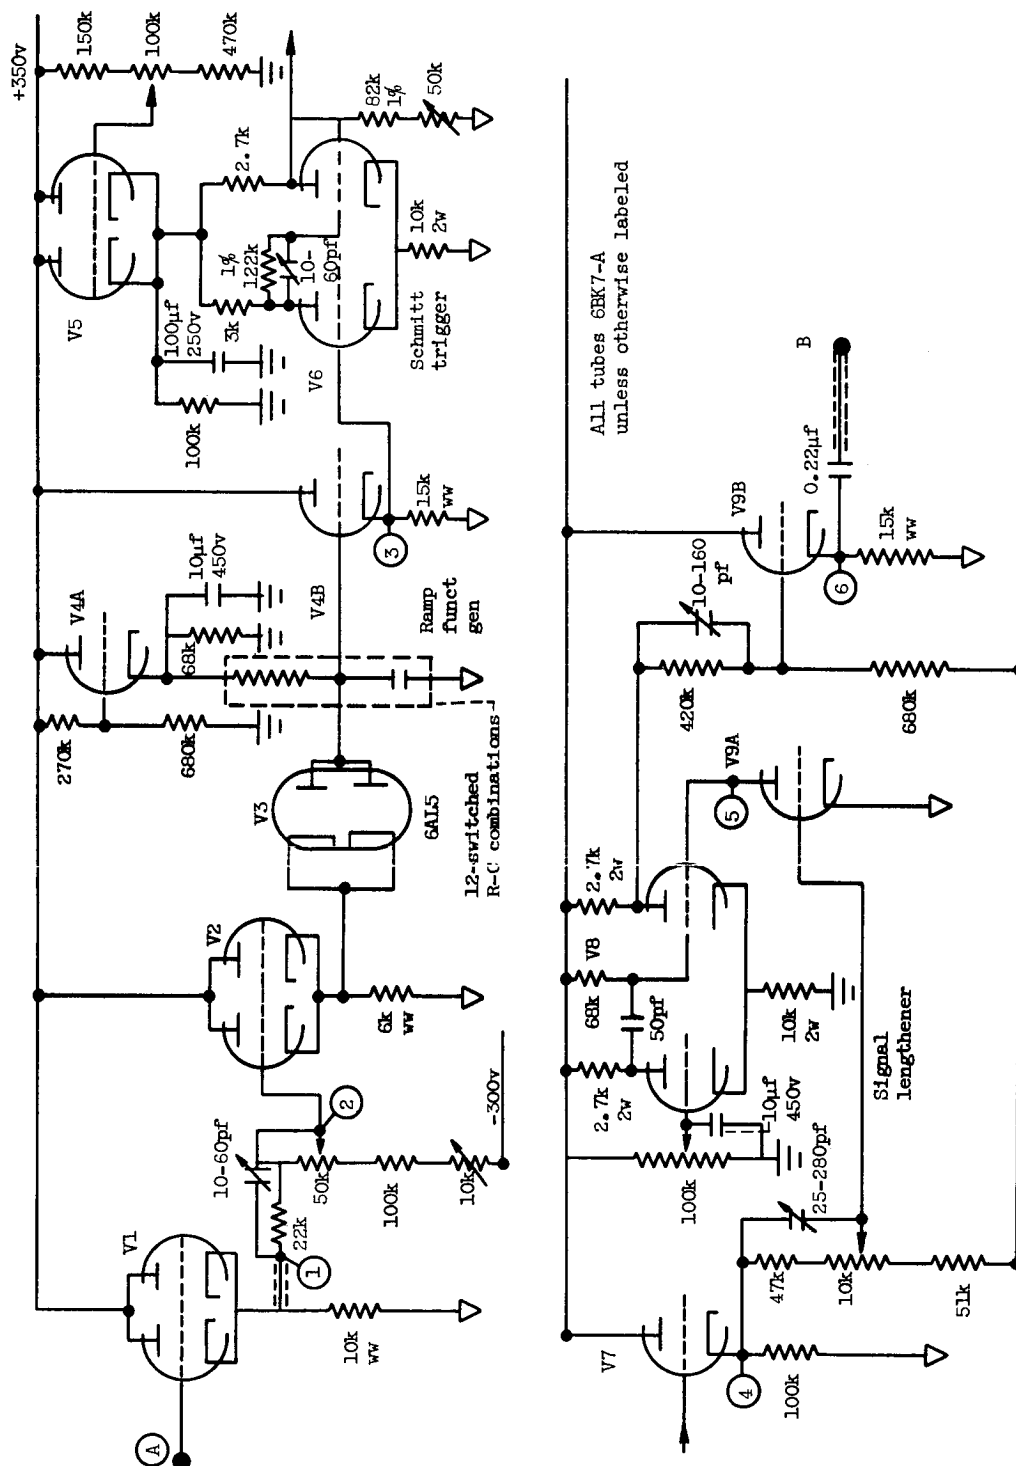 +350v
150k
100k
470k
V5
100µf
250v
100k
3k
1%
122k
10-
60pf
2.7k
82k
1%
50k
10k
2w
Schmitt
trigger
V6
15k
WW
3
V4A
270k
680k
68k
10µf
450v
V4B
Ramp
funct
gen
12-switched
R-C combinations
V3
6AL5
V2
6k
WW
-300v
2
10-60pf
22k
50k
100k
10k
1
V1
10k
WW
A
All tubes 6BK7-A
unless otherwise labeled
B
0.22µf
V9B
10-160
pf
15k
WW
6
420k
680k
V9A
5
2.7k
2w
V8
68k
50pf
2.7k
2w
10k
2w
10µf
450v
100k
Signal
lengthener
25-280pf
47k
10k
51k
V7
4
100k